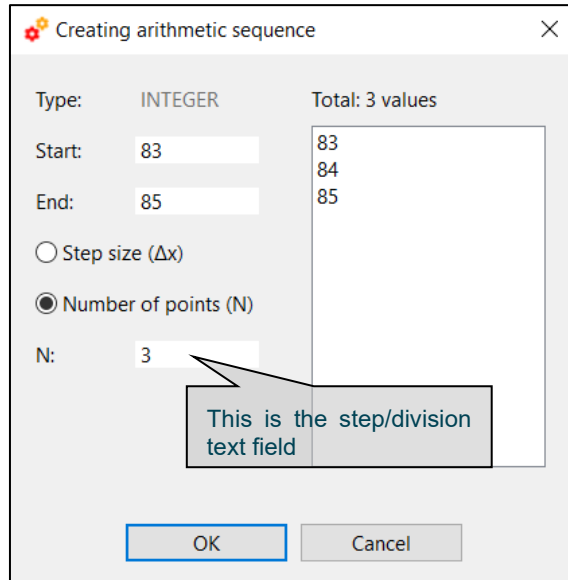 Creating arithmetic sequence
Type: INTEGER
Start: 83
End: 85
Step size (Δx)
Number of points (N)
N: 3
Total: 3 values
83
84
85
This is the step/division
text field
OK
Cancel